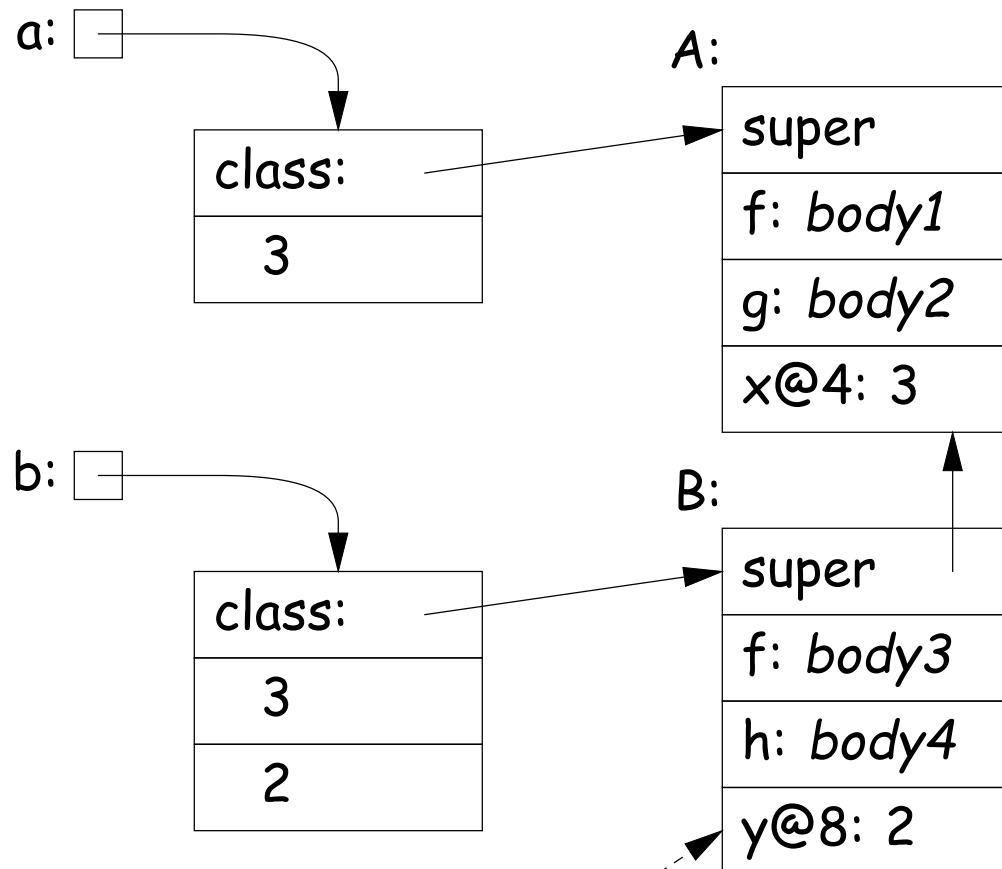 a:
class:
3
A:
super
f: body1
g: body2
x@4: 3
b:
class:
3
2
B:
super
f: body3
h: body4
y@8: 2